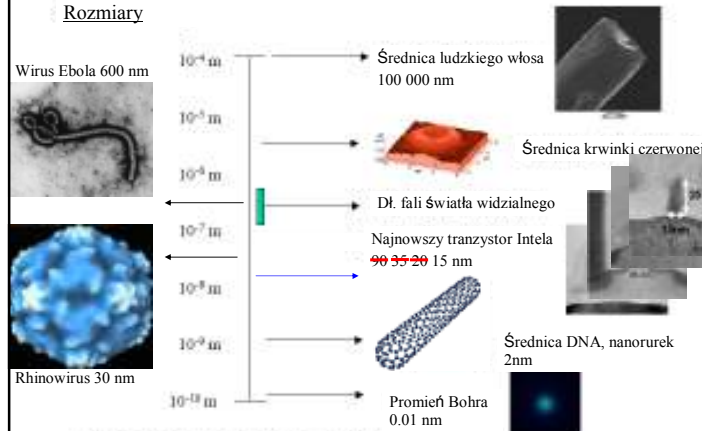 Rozmiary
Wirus Ebola 600 nm
Rhinowirus 30 nm
10⁻⁴ m
10⁻⁵ m
10⁻⁶ m
10⁻⁷ m
10⁻⁸ m
10⁻⁹ m
10⁻¹⁰ m
Średnica ludzkiego włosa
100 000 nm
Średnica krwinki czerwonej
Dł. fali światła widzialnego
Najnowszy tranzystor Intela
90 35 20 15 nm
Średnica DNA, nanorurek
2nm
Promień Bohra
0.01 nm